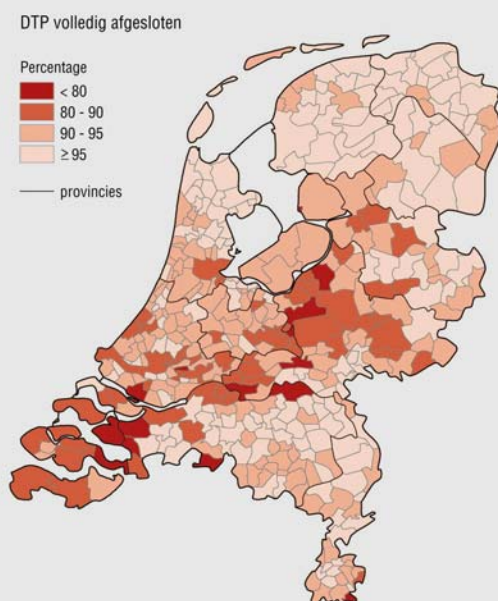 DTP volledig afgesloten
Percentage
< 80
80 - 90
90 - 95
≥ 95
provincies